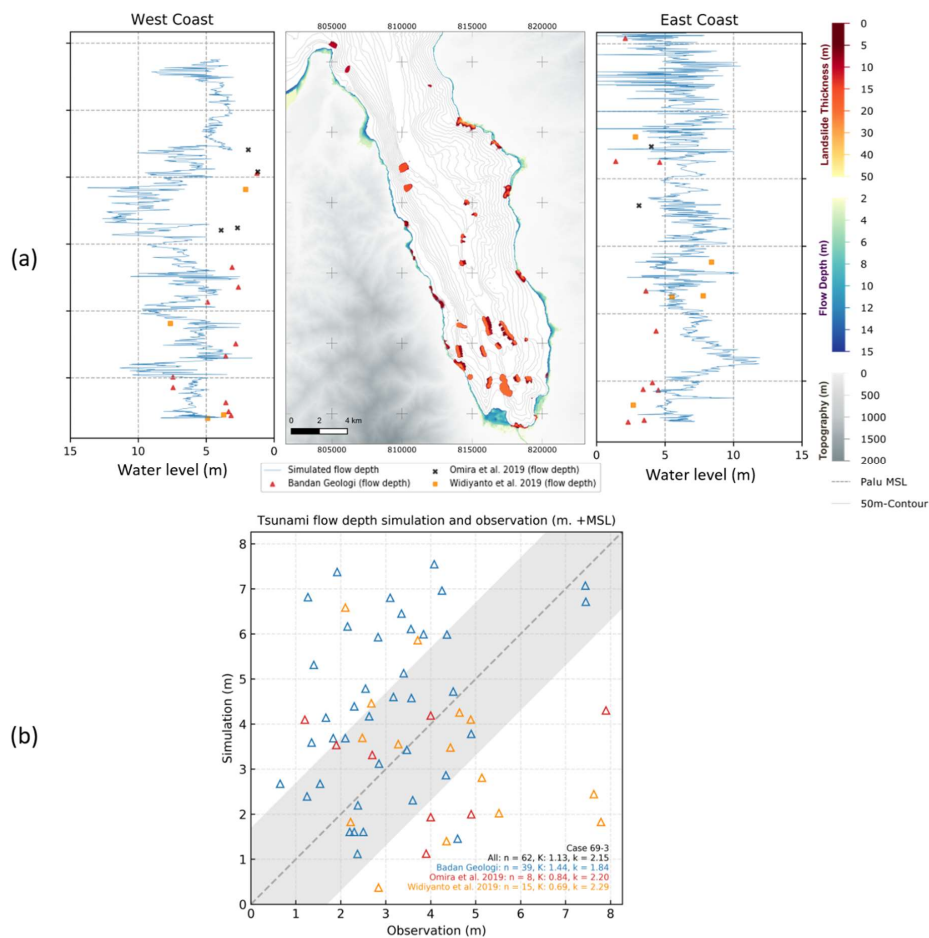 West Coast
805000 810000 815000 820000
East Coast
(a)
15 10 5 0
Water level (m)
0 2 4 km
805000 810000 815000 820000
0 5 10 15
Water level (m)
Landslide Thickness (m)
0
5
10
15
20
30
40
50
Flow Depth (m)
2
4
6
8
10
12
14
15
Topography (m)
0
500
1000
1500
2000
Palu MSL
50m-Contour
Simulated flow depth
Bandan Geologi (flow depth)
Omira et al. 2019 (flow depth)
Widiyanto et al. 2019 (flow depth)
(b)
Tsunami flow depth simulation and observation (m. +MSL)
8
7
6
5
4
3
2
1
0
Simulation (m)
Case 69-3
All: n = 62, K: 1.13, k = 2.15
Badan Geologi: n = 39, K: 1.44, k = 1.84
Omira et al. 2019: n = 8, K: 0.84, k = 2.20
Widiyanto et al. 2019: n = 15, K: 0.69, k = 2.29
0 1 2 3 4 5 6 7 8
Observation (m)